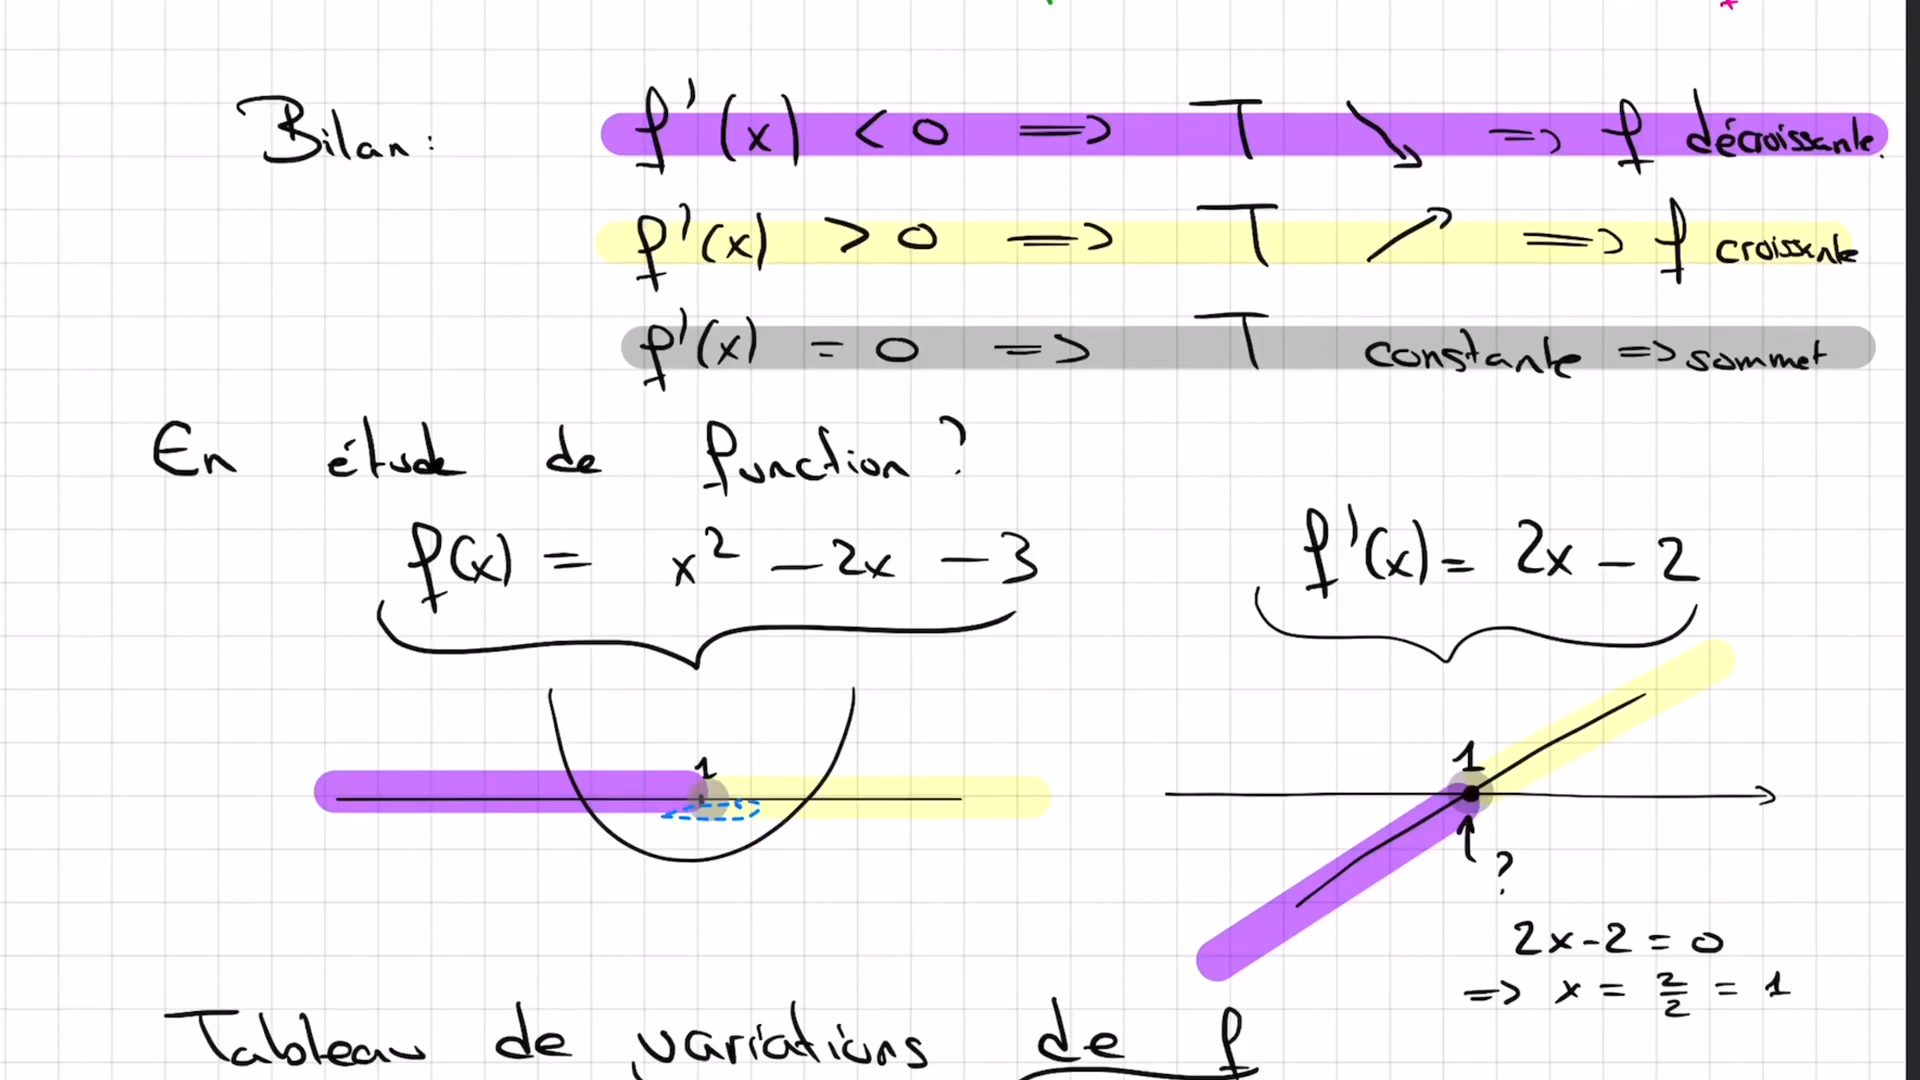 Bilan : f'(x) < 0 => T ↘ => f décroissante.
f'(x) > 0 => T ↗ => f croissante
f'(x) = 0 => T constante => sommet
En étude de function ?
f(x) = x² - 2x - 3 f'(x) = 2x - 2
1 1
?
2x - 2 = 0
=> x = 2/2 = 1
Tableau de variations de f